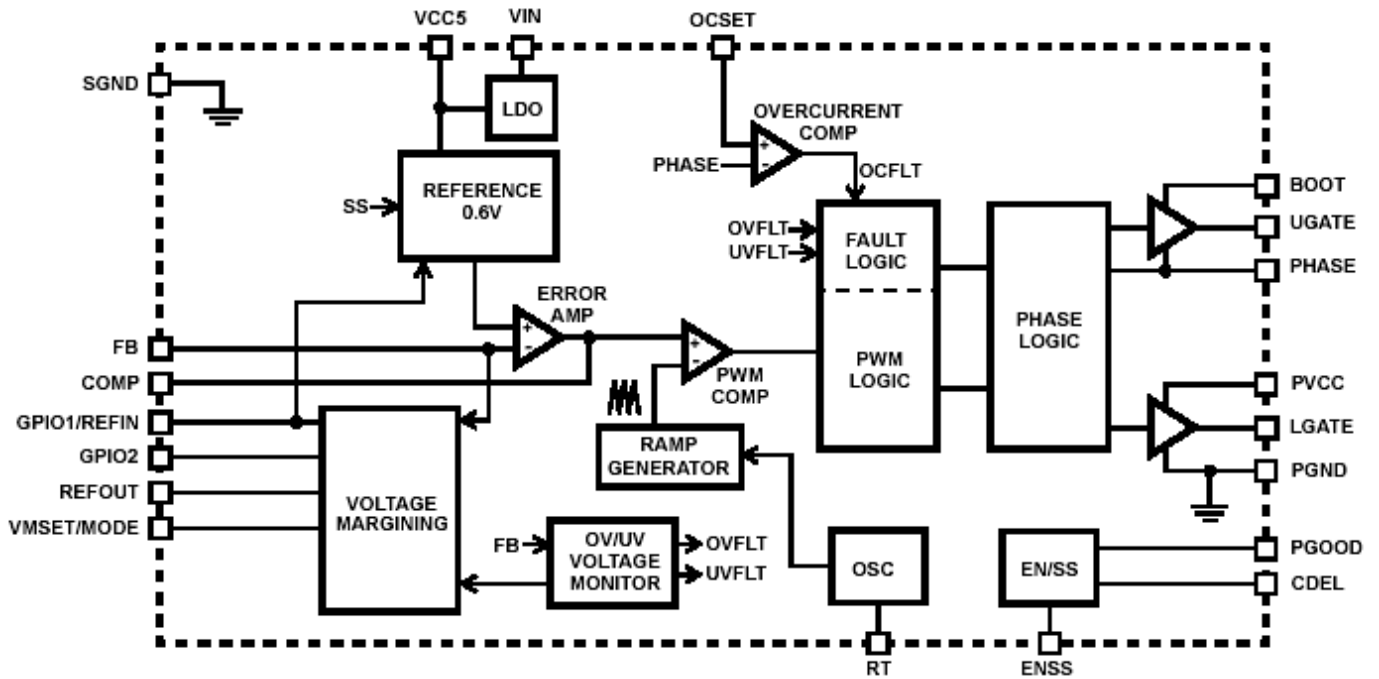 VCC5
VIN
OCSET
SGND
LDO
OVERCURRENT
COMP
+
-
PHASE
OCFLT
REFERENCE
0.6V
SS
OVFLT
UVFLT
FAULT
LOGIC
BOOT
UGATE
PHASE
PHASE
LOGIC
ERROR
AMP
+
-
FB
COMP
+
-
PWM
COMP
PWM
LOGIC
PVCC
LGATE
PGND
GPIO1/REFIN
GPIO2
REFOUT
VMSET/MODE
VOLTAGE
MARGINING
RAMP
GENERATOR
FB
OV/UV
VOLTAGE
MONITOR
OVFLT
UVFLT
OSC
EN/SS
PGOOD
CDEL
RT
ENSS